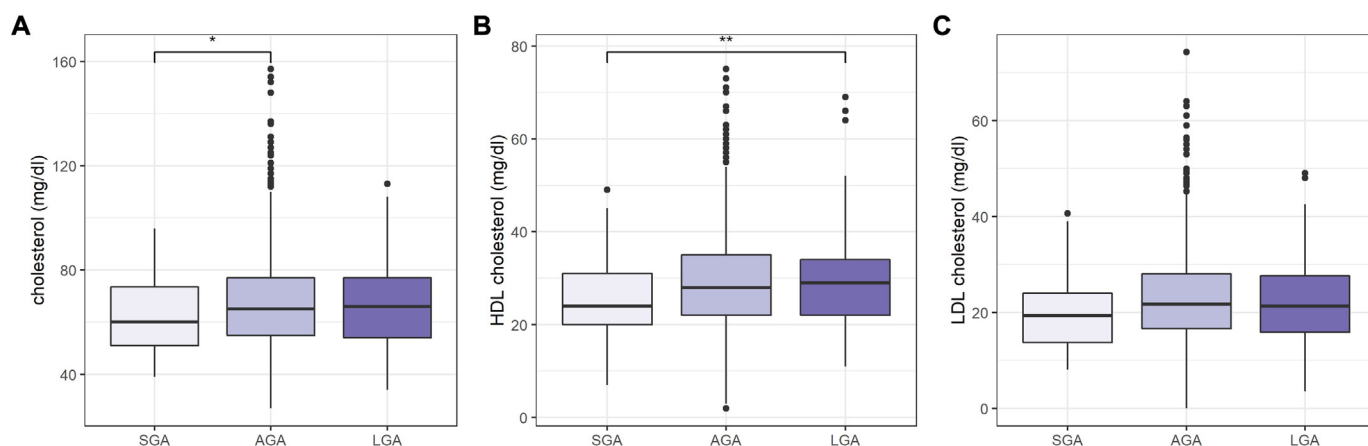 A
*
cholesterol (mg/dl)
160
120
80
40
SGA AGA LGA
B
**
HDL cholesterol (mg/dl)
80
60
40
20
0
SGA AGA LGA
C
LDL cholesterol (mg/dl)
60
40
20
0
SGA AGA LGA